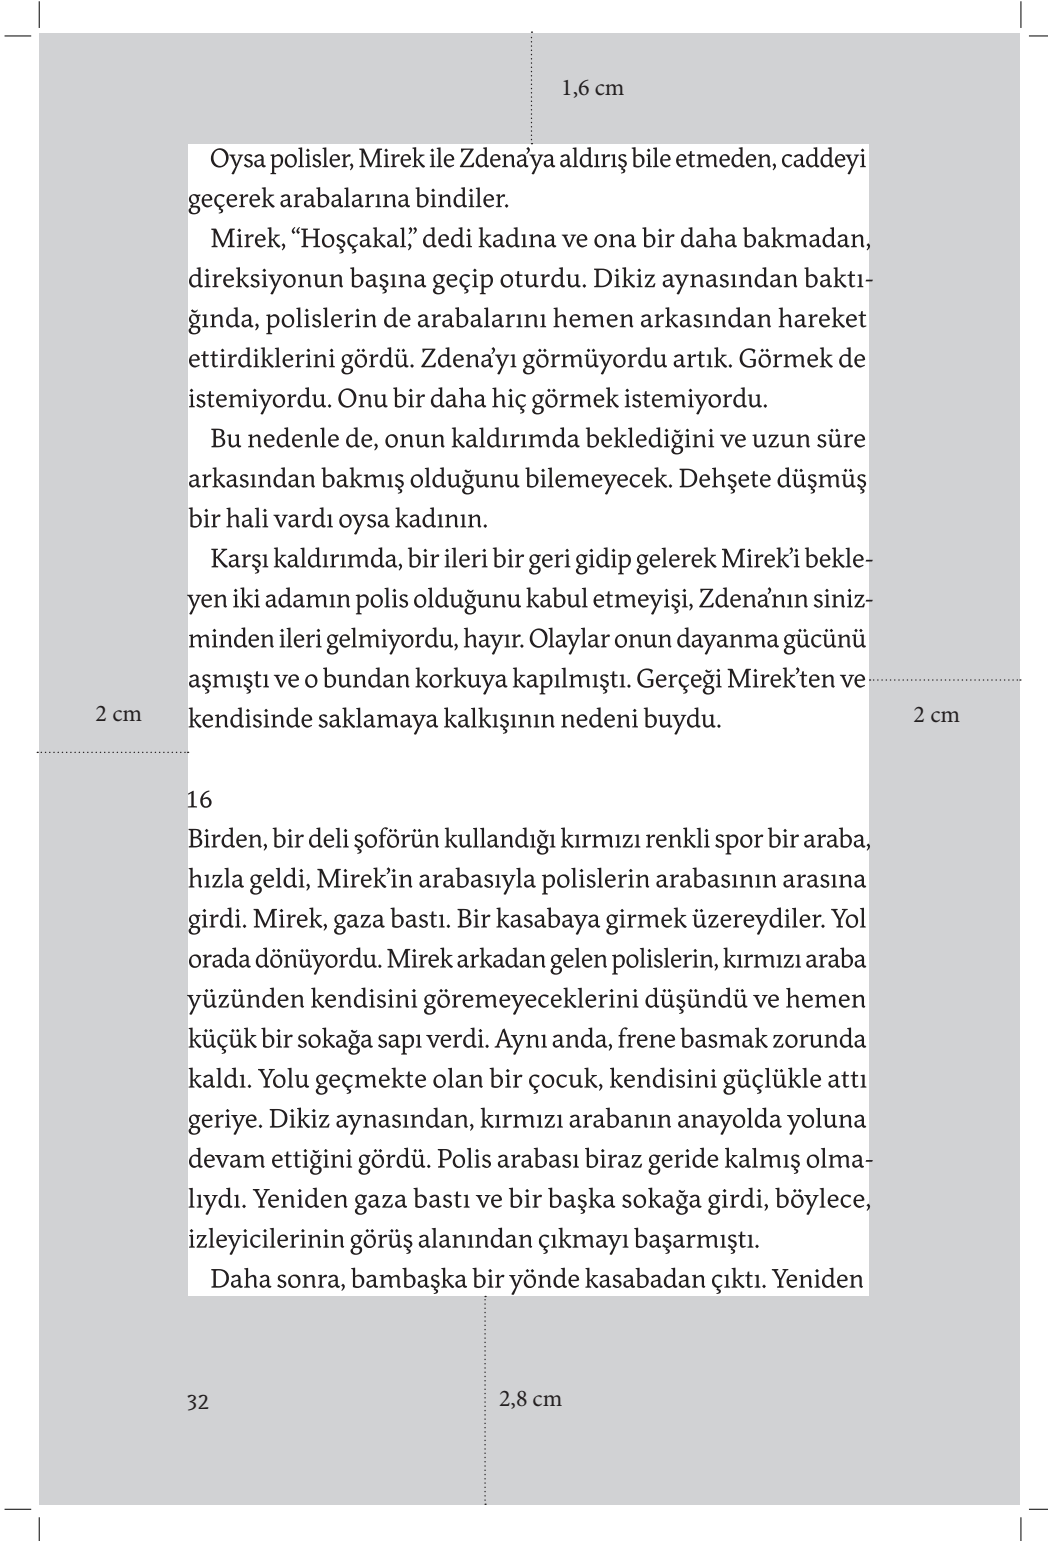 1,6 cm
Oysa polisler, Mirek ile Zdena’ya aldırış bile etmeden, caddeyi
geçerek arabalarına bindiler.
Mirek, “Hoşçakal,” dedi kadına ve ona bir daha bakmadan,
direksiyonun başına geçip oturdu. Dikiz aynasından baktı-
ğında, polislerin de arabalarını hemen arkasından hareket
ettirdiklerini gördü. Zdena’yı görmüyordu artık. Görmek de
istemiyordu. Onu bir daha hiç görmek istemiyordu.
Bu nedenle de, onun kaldırımda beklediğini ve uzun süre
arkasından bakmış olduğunu bilemeyecek. Dehşete düşmüş
bir hali vardı oysa kadının.
Karşı kaldırımda, bir ileri bir geri gidip gelerek Mirek’i bekle-
yen iki adamın polis olduğunu kabul etmeyişi, Zdena’nın siniz-
minden ileri gelmiyordu, hayır. Olaylar onun dayanma gücünü
aşmıştı ve o bundan korkuya kapılmıştı. Gerçeği Mirek’ten ve
kendisinde saklamaya kalkışının nedeni buydu.
2 cm
2 cm
16
Birden, bir deli şoförün kullandığı kırmızı renkli spor bir araba,
hızla geldi, Mirek’in arabasıyla polislerin arabasının arasına
girdi. Mirek, gaza bastı. Bir kasabaya girmek üzereydiler. Yol
orada dönüyordu. Mirek arkadan gelen polislerin, kırmızı araba
yüzünden kendisini göremeyeceklerini düşündü ve hemen
küçük bir sokağa sapı verdi. Aynı anda, frene basmak zorunda
kaldı. Yolu geçmekte olan bir çocuk, kendisini güçlükle attı
geriye. Dikiz aynasından, kırmızı arabanın anayolda yoluna
devam ettiğini gördü. Polis arabası biraz geride kalmış olma-
lıydı. Yeniden gaza bastı ve bir başka sokağa girdi, böylece,
izleyicilerinin görüş alanından çıkmayı başarmıştı.
Daha sonra, bambaşka bir yönde kasabadan çıktı. Yeniden
32
2,8 cm